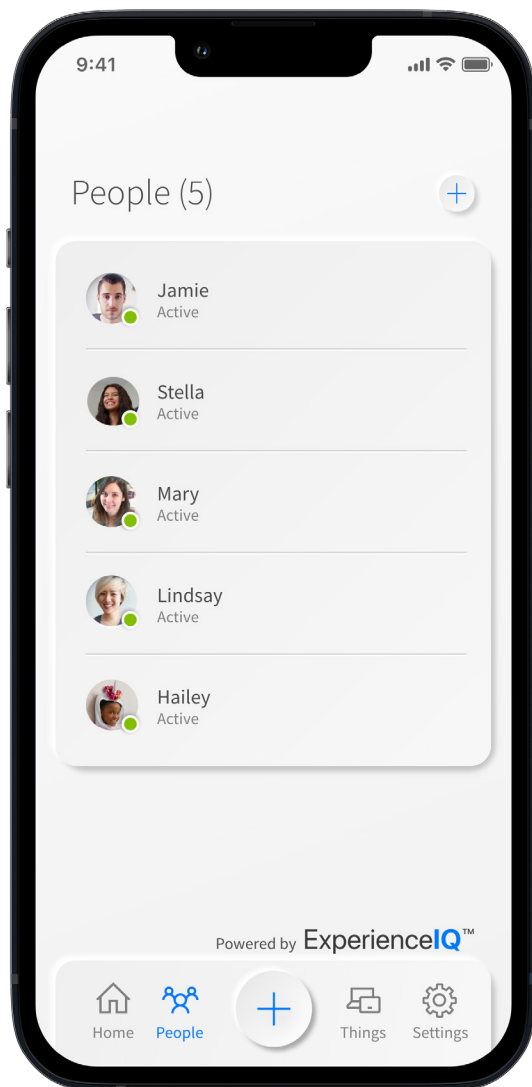 9:41
People (5)
Jamie
Active
Stella
Active
Mary
Active
Lindsay
Active
Hailey
Active
Powered by ExperienceIQ™
Home People Things Settings